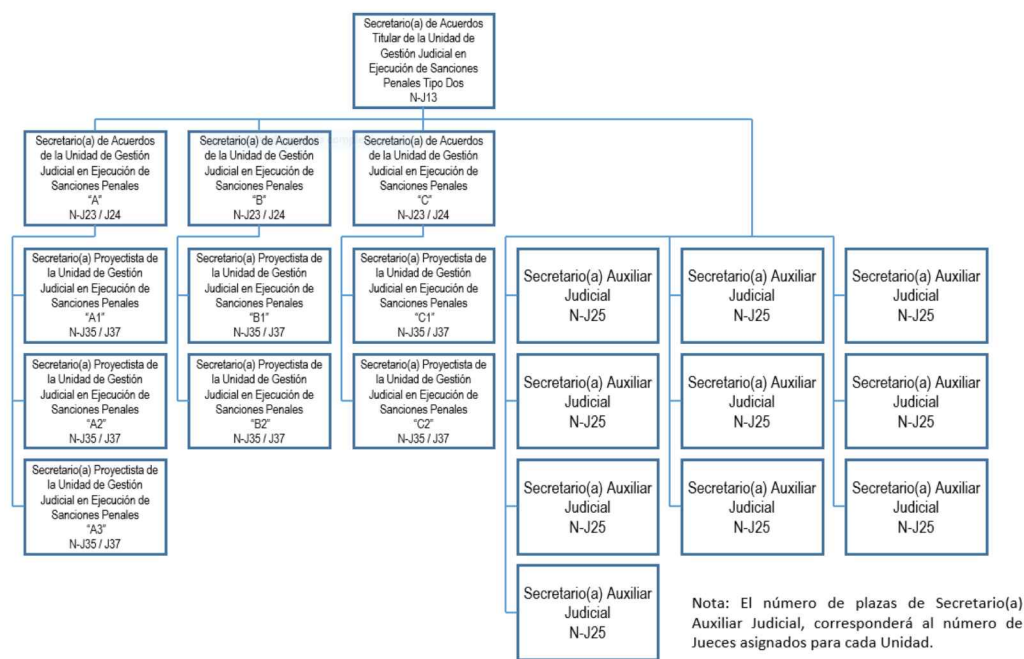 Secretario(a) de Acuerdos
Titular de la Unidad de
Gestión Judicial en
Ejecución de Sanciones
Penales Tipo Dos
N-J13
Secretario(a) de Acuerdos
de la Unidad de Gestión
Judicial en Ejecución de
Sanciones Penales
"A"
N-J23 / J24
Secretario(a) de Acuerdos
de la Unidad de Gestión
Judicial en Ejecución de
Sanciones Penales
"B"
N-J23 / J24
Secretario(a) de Acuerdos
de la Unidad de Gestión
Judicial en Ejecución de
Sanciones Penales
"C"
N-J23 / J24
Secretario(a) Proyectista de
la Unidad de Gestión
Judicial en Ejecución de
Sanciones Penales
"A1"
N-J35 / J37
Secretario(a) Proyectista de
la Unidad de Gestión
Judicial en Ejecución de
Sanciones Penales
"B1"
N-J35 / J37
Secretario(a) Proyectista de
la Unidad de Gestión
Judicial en Ejecución de
Sanciones Penales
"C1"
N-J35 / J37
Secretario(a) Auxiliar
Judicial
N-J25
Secretario(a) Auxiliar
Judicial
N-J25
Secretario(a) Auxiliar
Judicial
N-J25
Secretario(a) Proyectista de
la Unidad de Gestión
Judicial en Ejecución de
Sanciones Penales
"A2"
N-J35 / J37
Secretario(a) Proyectista de
la Unidad de Gestión
Judicial en Ejecución de
Sanciones Penales
"B2"
N-J35 / J37
Secretario(a) Proyectista de
la Unidad de Gestión
Judicial en Ejecución de
Sanciones Penales
"C2"
N-J35 / J37
Secretario(a) Auxiliar
Judicial
N-J25
Secretario(a) Auxiliar
Judicial
N-J25
Secretario(a) Auxiliar
Judicial
N-J25
Secretario(a) Proyectista de
la Unidad de Gestión
Judicial en Ejecución de
Sanciones Penales
"A3"
N-J35 / J37
Secretario(a) Auxiliar
Judicial
N-J25
Secretario(a) Auxiliar
Judicial
N-J25
Secretario(a) Auxiliar
Judicial
N-J25
Secretario(a) Auxiliar
Judicial
N-J25
Nota: El número de plazas de Secretario(a)
Auxiliar Judicial, corresponderá al número de
Jueces asignados para cada Unidad.